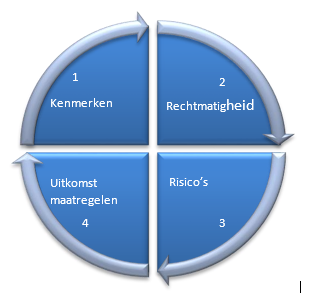 1
Kenmerken
2
Rechtmatigheid
Risico's
3
Uitkomst
maatregelen
4